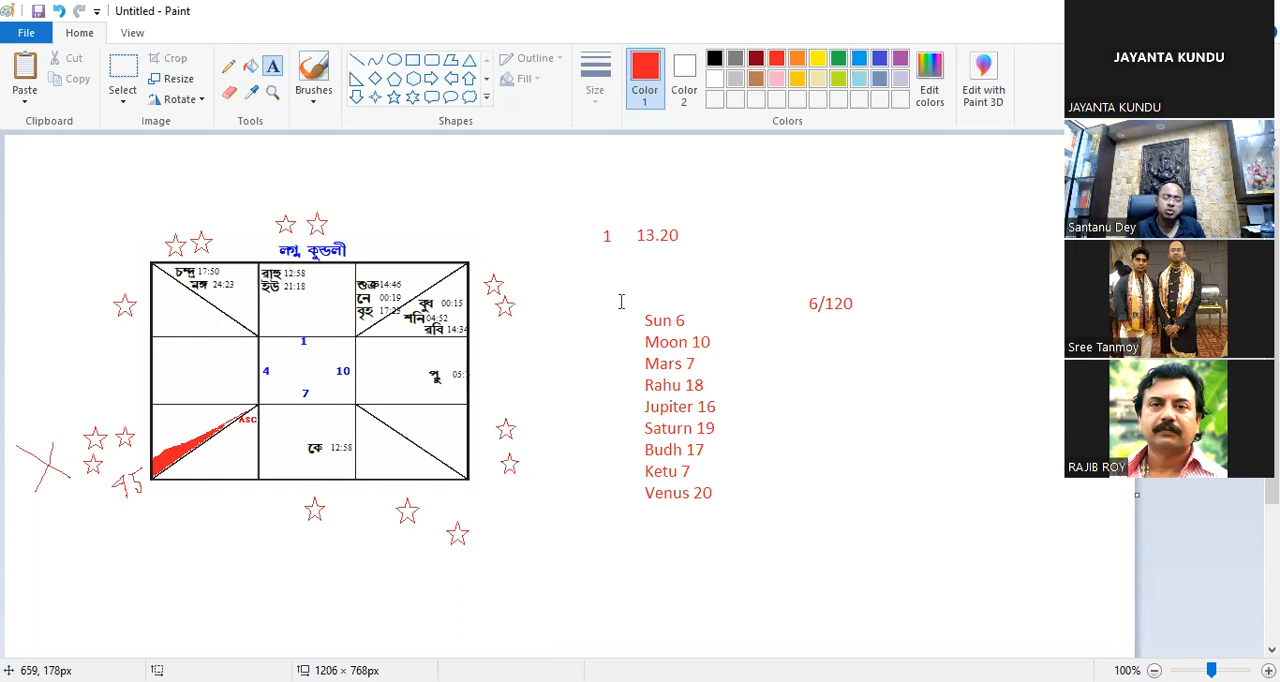 Untitled - Paint
File
Home
View
Paste
Cut
Copy
Clipboard
Select
Crop
Resize
Rotate
Image
Tools
Brushes
Shapes
Outline
Fill
Size
Color 1
Color 2
Edit colors
Edit with Paint 3D
Colors
JAYANTA KUNDU
JAYANTA KUNDU
Santanu Dey
Sree Tanmoy
RAJIB ROY
লগ্ন কুন্ডলী
চন্দ্র 17:50
মঙ্গ 24:23
রাহু 12:58
ইউ 21:18
শুক্র 14:46
নে 00:19
বৃহ 17:25
বুধ 00:15
শনি 04:52
রবি 14:34
1
4
10
7
পু
Asc
কে 12:58
1 13.20
6/120
Sun 6
Moon 10
Mars 7
Rahu 18
Jupiter 16
Saturn 19
Budh 17
Ketu 7
Venus 20
659, 178px
1206 × 768px
100%